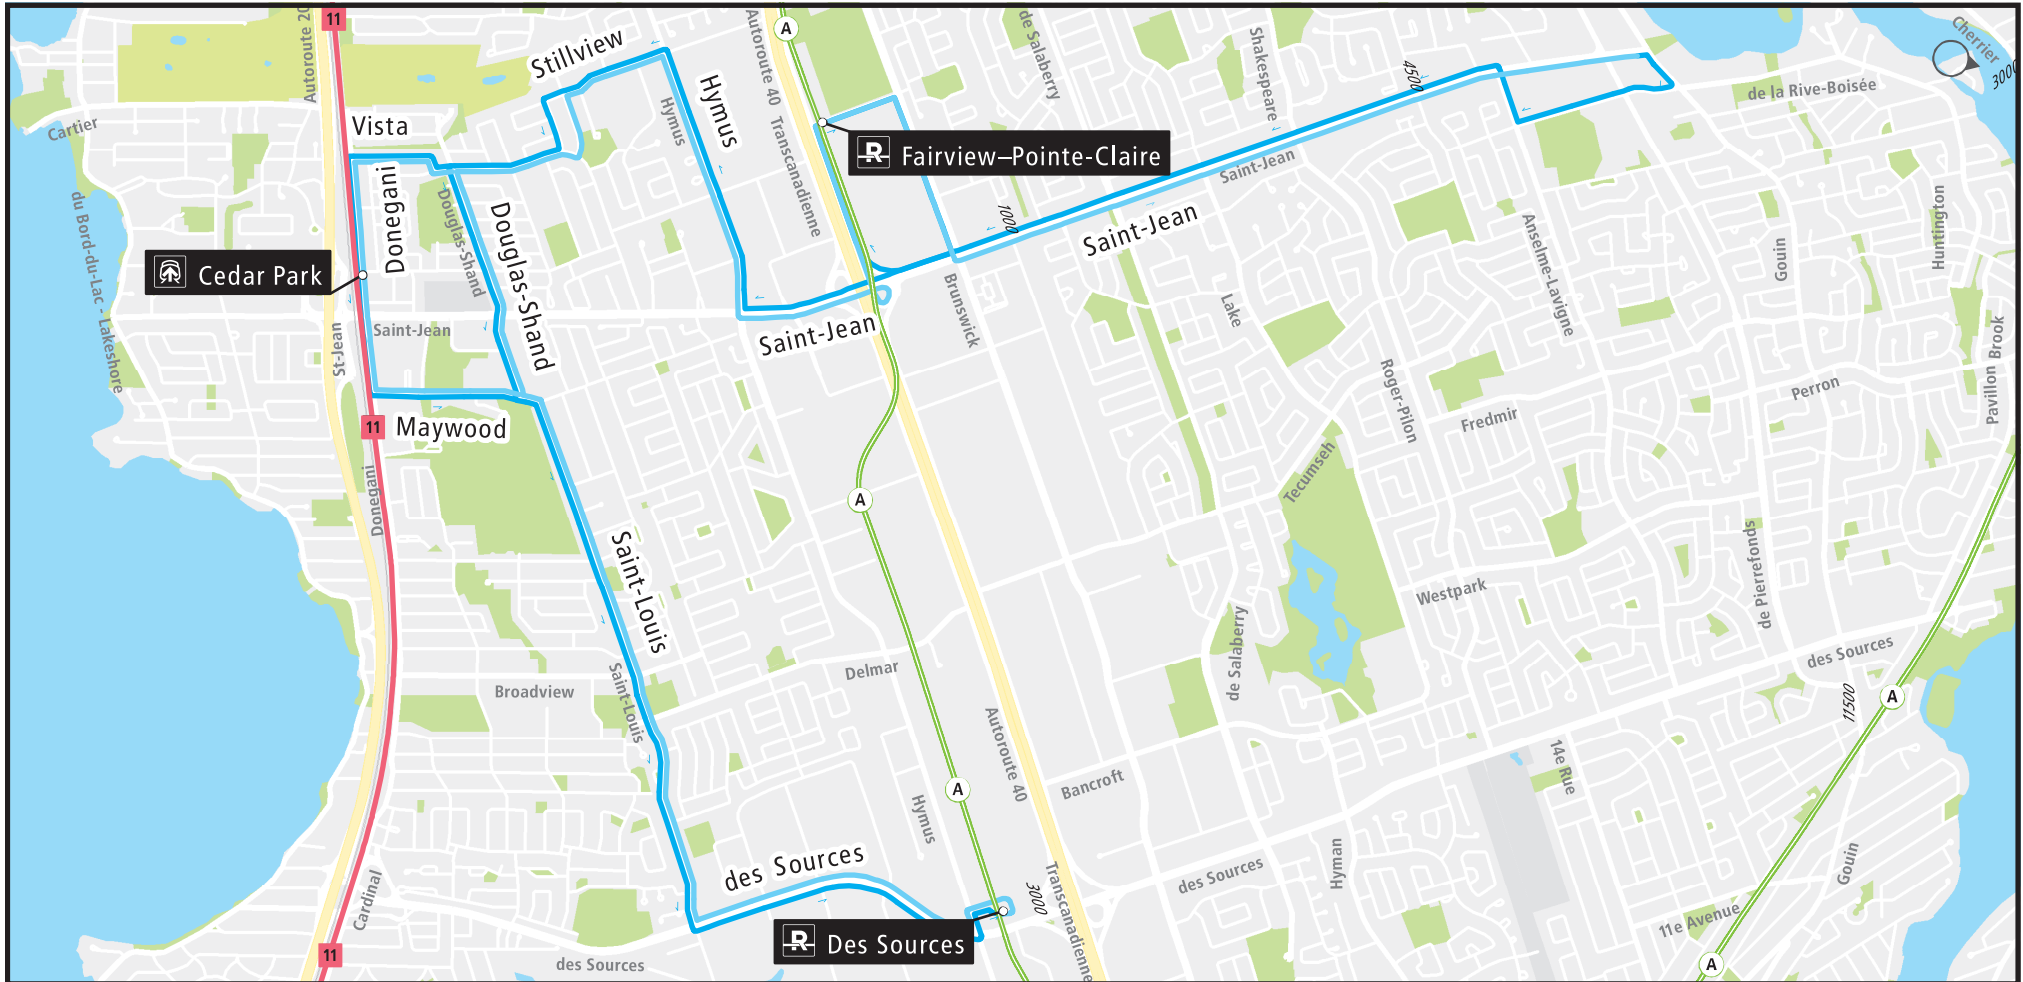 11
Autoroute 20
Cartier
Vista
Stillview
Hymus
Hymus
Autoroute 40
Transcanadienne
A
de Salaberry
Shakespeare
4500
de la Rive-Boisée
Cherrier
3000
Fairview–Pointe-Claire
Saint-Jean
Saint-Jean
1000
Donegani
Douglas-Shand
Douglas-Shand
Cedar Park
du Bord-du-Lac - Lakeshore
St-Jean
Saint-Jean
Saint-Jean
Brunswick
Lake
Anselme-Lavigne
Gouin
Huntington
Pavillon Brook
Perron
Roger-Pilon
Fredmir
Tecumseh
11
Maywood
Donegani
A
Saint-Louis
Saint-Louis
Broadview
Delmar
de Salaberry
Westpark
de Pierrefonds
des Sources
11500
A
Autoroute 40
Bancroft
14e Rue
A
Hymus
des Sources
des Sources
Hyman
Gouin
11e Avenue
A
Cardinal
11
des Sources
Des Sources
3000
Transcanadienne